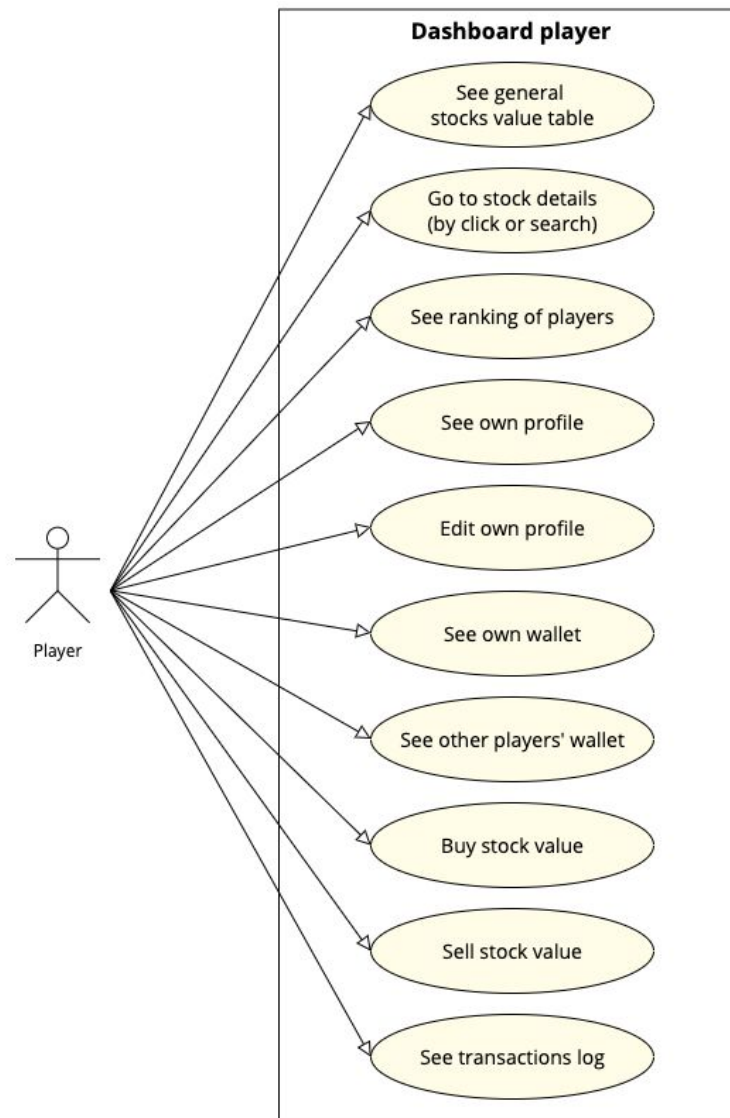 Dashboard player
See general
stocks value table
Go to stock details
(by click or search)
See ranking of players
See own profile
Edit own profile
See own wallet
See other players' wallet
Buy stock value
Sell stock value
See transactions log
Player